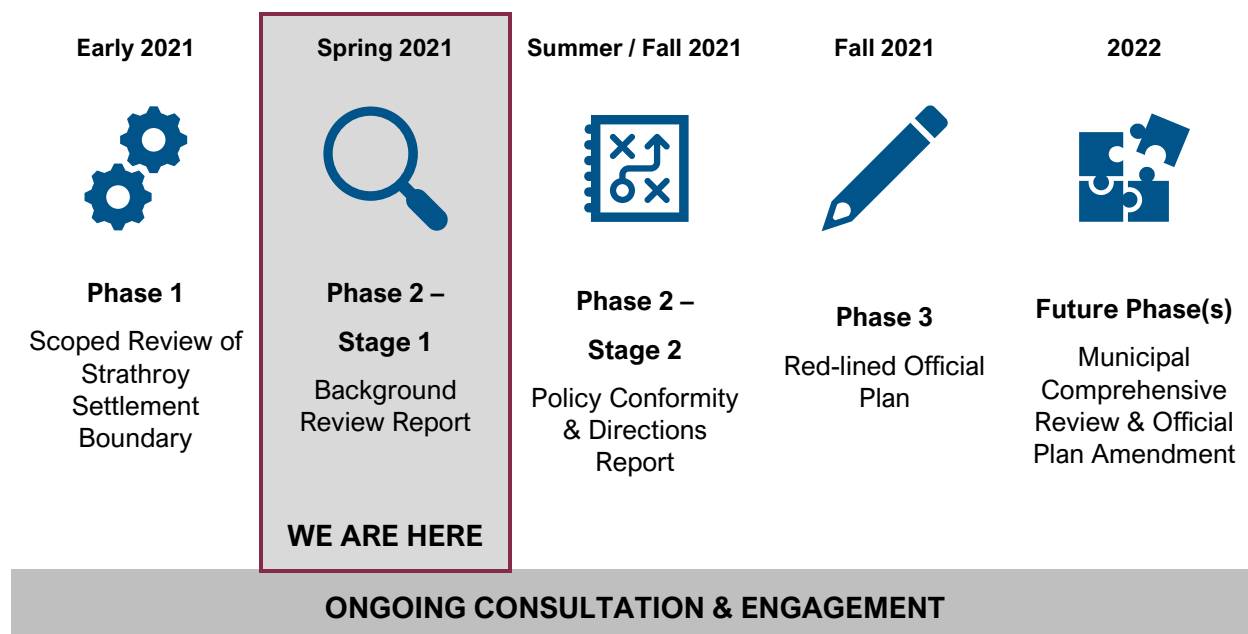 Early 2021
Phase 1
Scoped Review of
Strathroy
Settlement
Boundary
Spring 2021
Phase 2 –
Stage 1
Background
Review Report
WE ARE HERE
Summer / Fall 2021
Phase 2 –
Stage 2
Policy Conformity
& Directions
Report
Fall 2021
Phase 3
Red-lined Official
Plan
2022
Future Phase(s)
Municipal
Comprehensive
Review & Official
Plan Amendment
ONGOING CONSULTATION & ENGAGEMENT